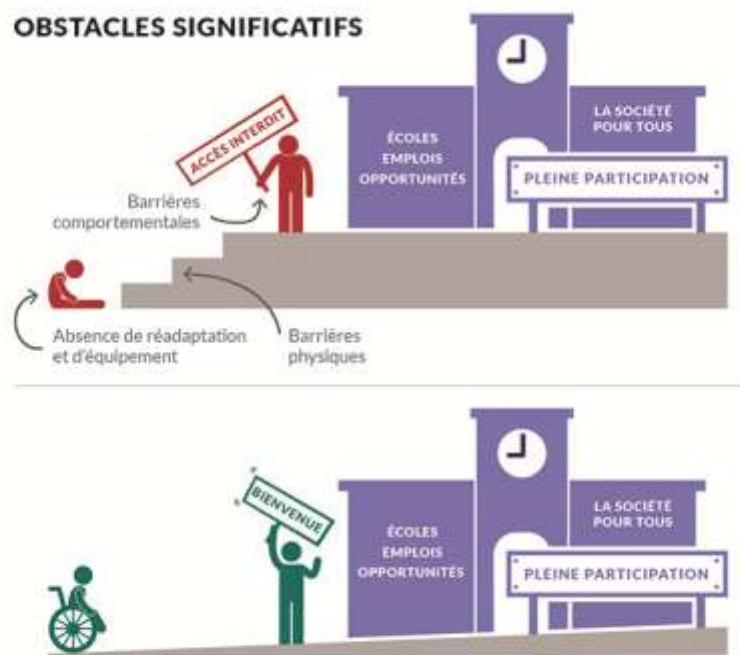 OBSTACLES SIGNIFICATIFS
ACCÈS INTERDIT
ÉCOLES
EMPLOIS
OPPORTUNITÉS
LA SOCIÉTÉ
POUR TOUS
PLEINE PARTICIPATION
Barrières
comportementales
Absence de réadaptation
et d'équipement
Barrières
physiques
BIENVENUE
ÉCOLES
EMPLOIS
OPPORTUNITÉS
LA SOCIÉTÉ
POUR TOUS
PLEINE PARTICIPATION